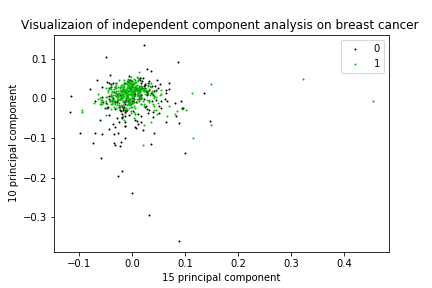 Visualizaion of independent component analysis on breast cancer
0
1
0.1
0.0
−0.1
−0.2
−0.3
10 principal component
−0.1 0.0 0.1 0.2 0.3 0.4
15 principal component